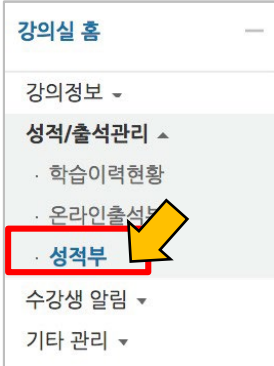 강의실 홈
강의정보
성적/출석관리
· 학습이력현황
· 온라인출석부
· 성적부
수강생 알림
기타 관리